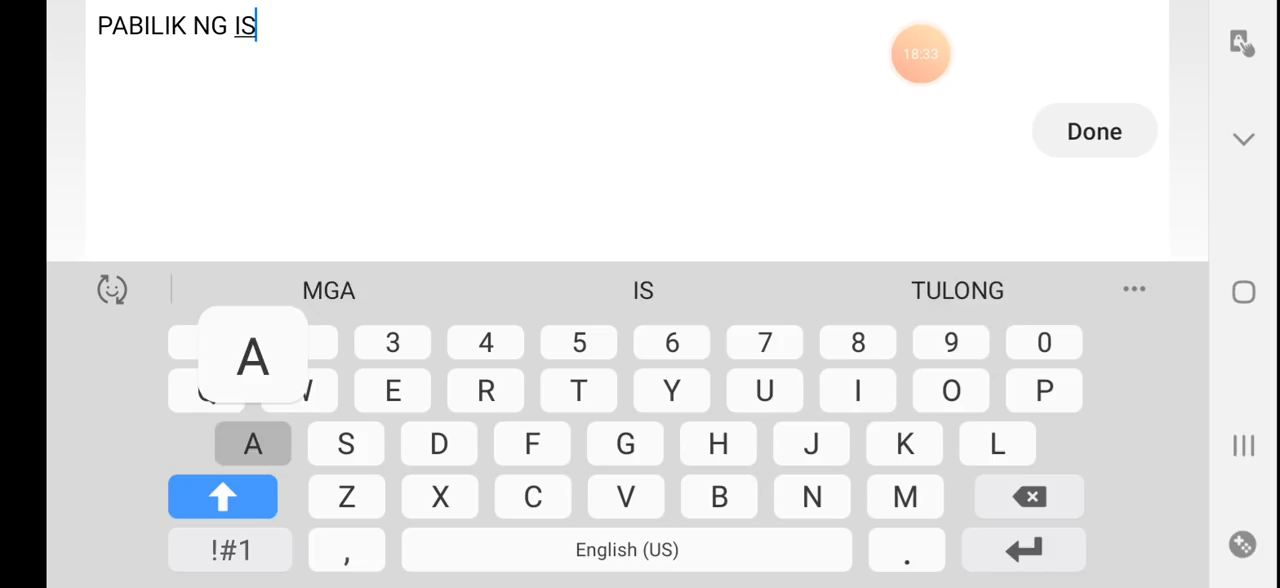 PABILIK NG IS
18:33
Done
MGA IS TULONG
A
3 4 5 6 7 8 9 0
E R T Y U I O P
A S D F G H J K L
Z X C V B N M
!#1 , English (US) .